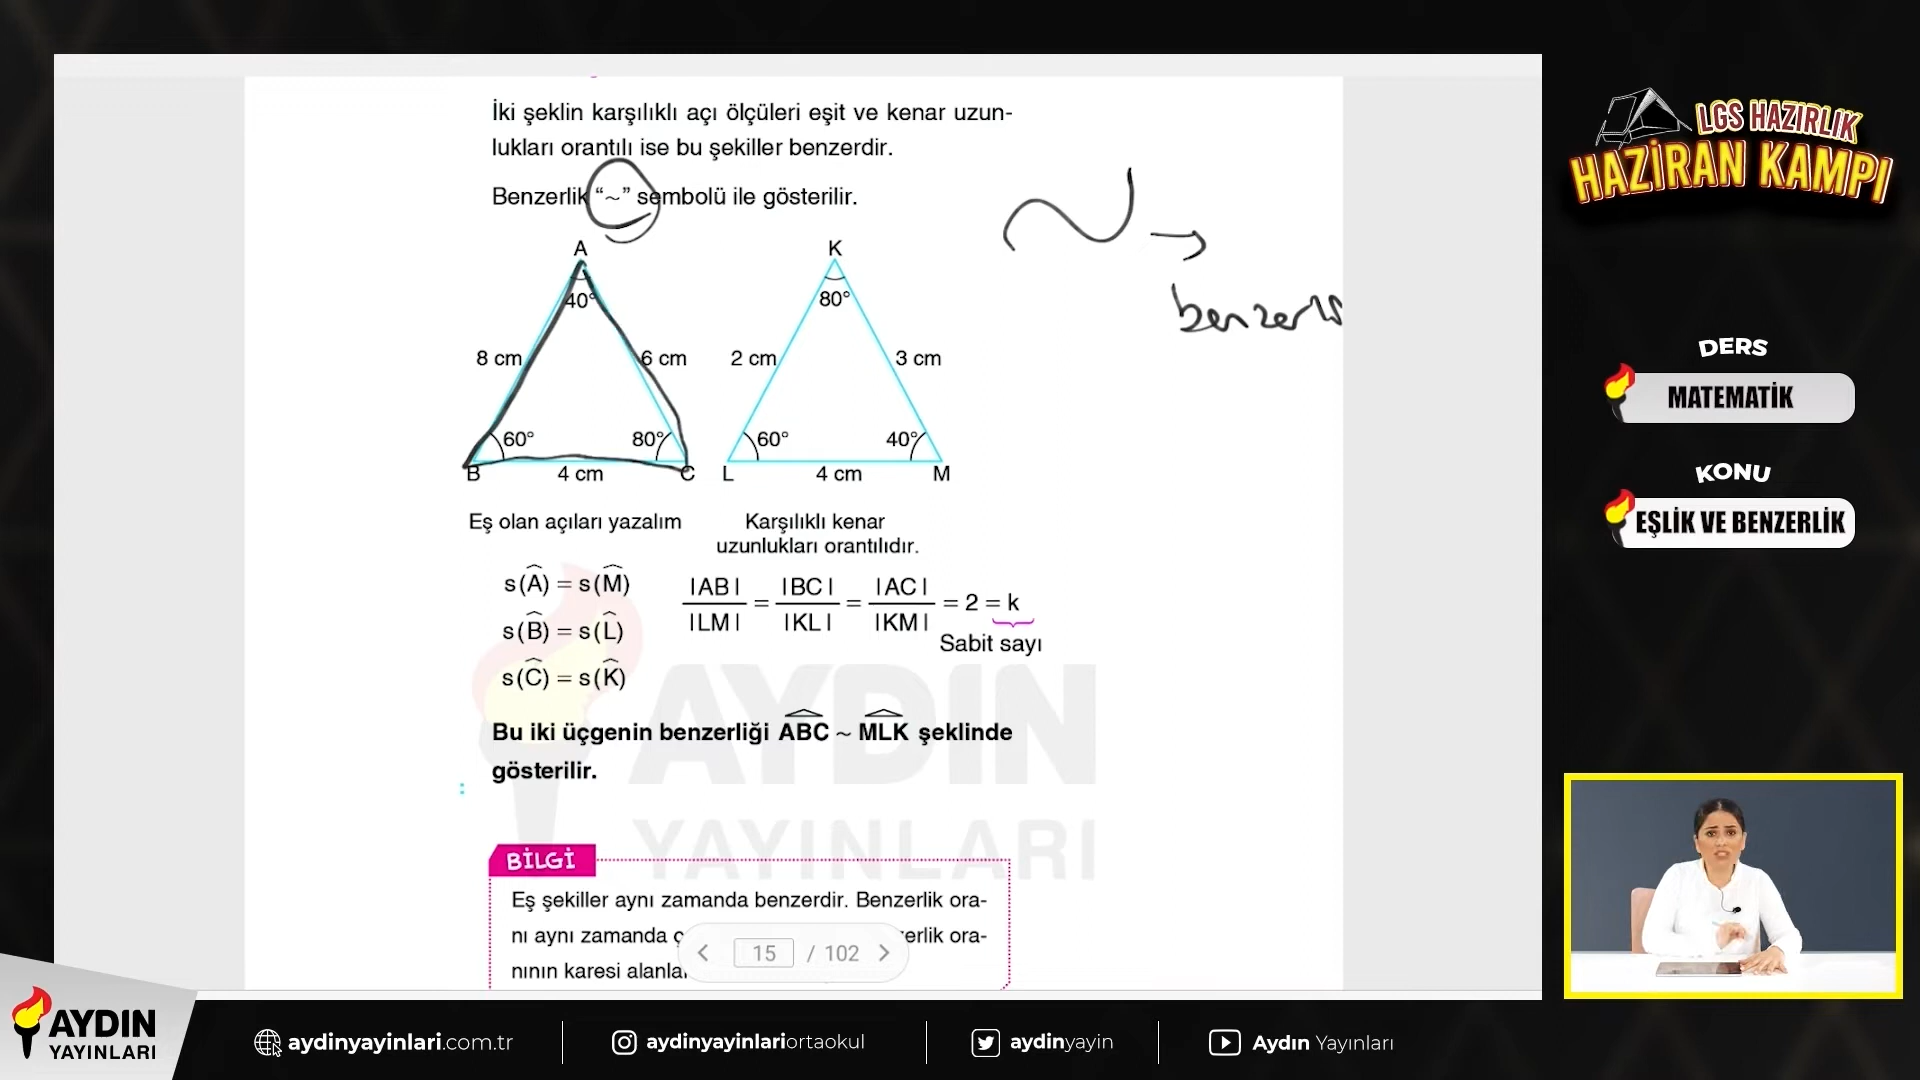 İki şeklin karşılıklı açı ölçüleri eşit ve kenar uzun-
lukları orantılı ise bu şekiller benzerdir.
Benzerlik “~” sembolü ile gösterilir.
~ →
A
40°
8 cm
6 cm
60°
80°
B
4 cm
C
K
80°
2 cm
3 cm
60°
40°
L
4 cm
M
Eş olan açıları yazalım
s(Â) = s(M̂)
s(B̂) = s(L̂)
s(Ĉ) = s(K̂)
Karşılıklı kenar
uzunlukları orantılıdır.
|AB| / |LM| = |BC| / |KL| = |AC| / |KM| = 2 = k
Sabit sayı
Bu iki üçgenin benzerliği ABC ~ MLK şeklinde
gösterilir.
:
AYDIN
YAYINLARI
BİLGİ
Eş şekiller aynı zamanda benzerdir. Benzerlik ora-
nı aynı zamanda
nının karesi
15 / 102
LGS HAZIRLIK
HAZİRAN KAMPI
DERS
MATEMATİK
KONU
EŞLİK VE BENZERLİK
AYDIN
YAYINLARI
aydinyayinlari.com.tr
aydinyayinlariortaokul
aydinyayin
Aydın Yayınları